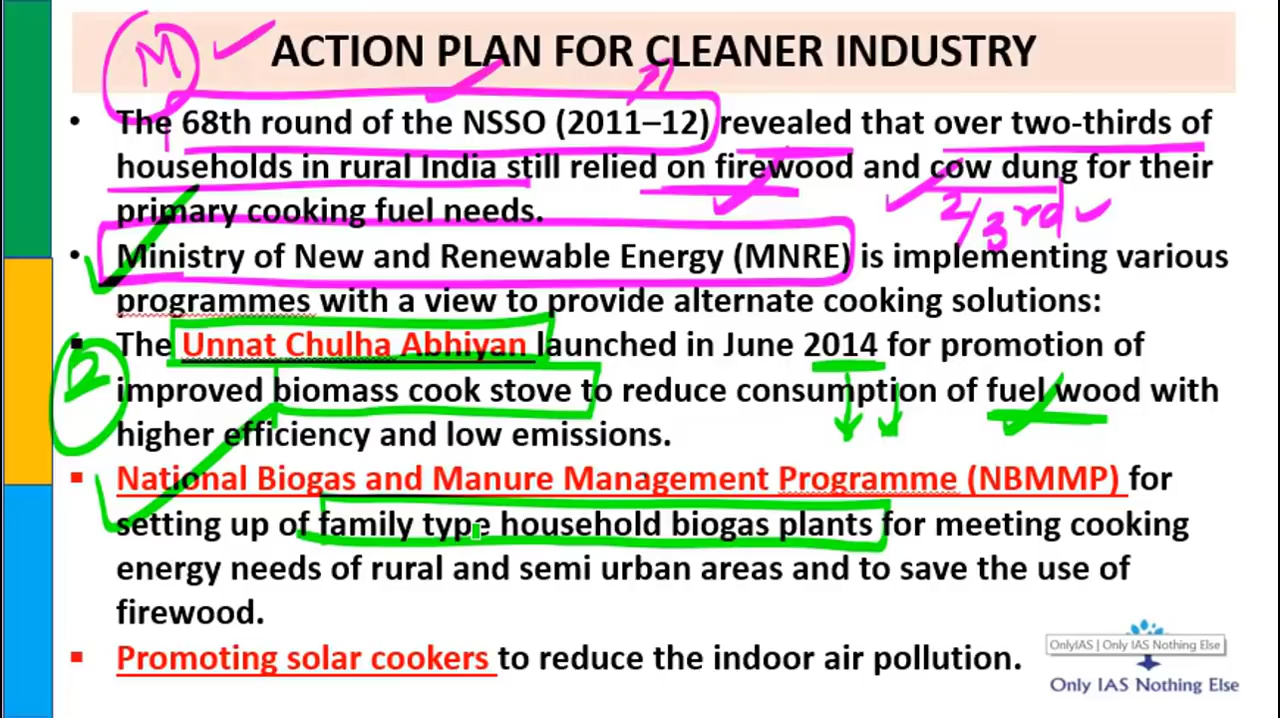 M
ACTION PLAN FOR CLEANER INDUSTRY
• The 68th round of the NSSO (2011–12) revealed that over two-thirds of
households in rural India still relied on firewood and cow dung for their
primary cooking fuel needs.
2/3rd
• Ministry of New and Renewable Energy (MNRE) is implementing various
programmes with a view to provide alternate cooking solutions:
▪ The Unnat Chulha Abhiyan launched in June 2014 for promotion of
improved biomass cook stove to reduce consumption of fuel wood with
higher efficiency and low emissions.
▪ National Biogas and Manure Management Programme (NBMMP) for
setting up of family type household biogas plants for meeting cooking
energy needs of rural and semi urban areas and to save the use of
firewood.
▪ Promoting solar cookers to reduce the indoor air pollution.
OnlyIAS | Only IAS Nothing Else
Only IAS Nothing Else